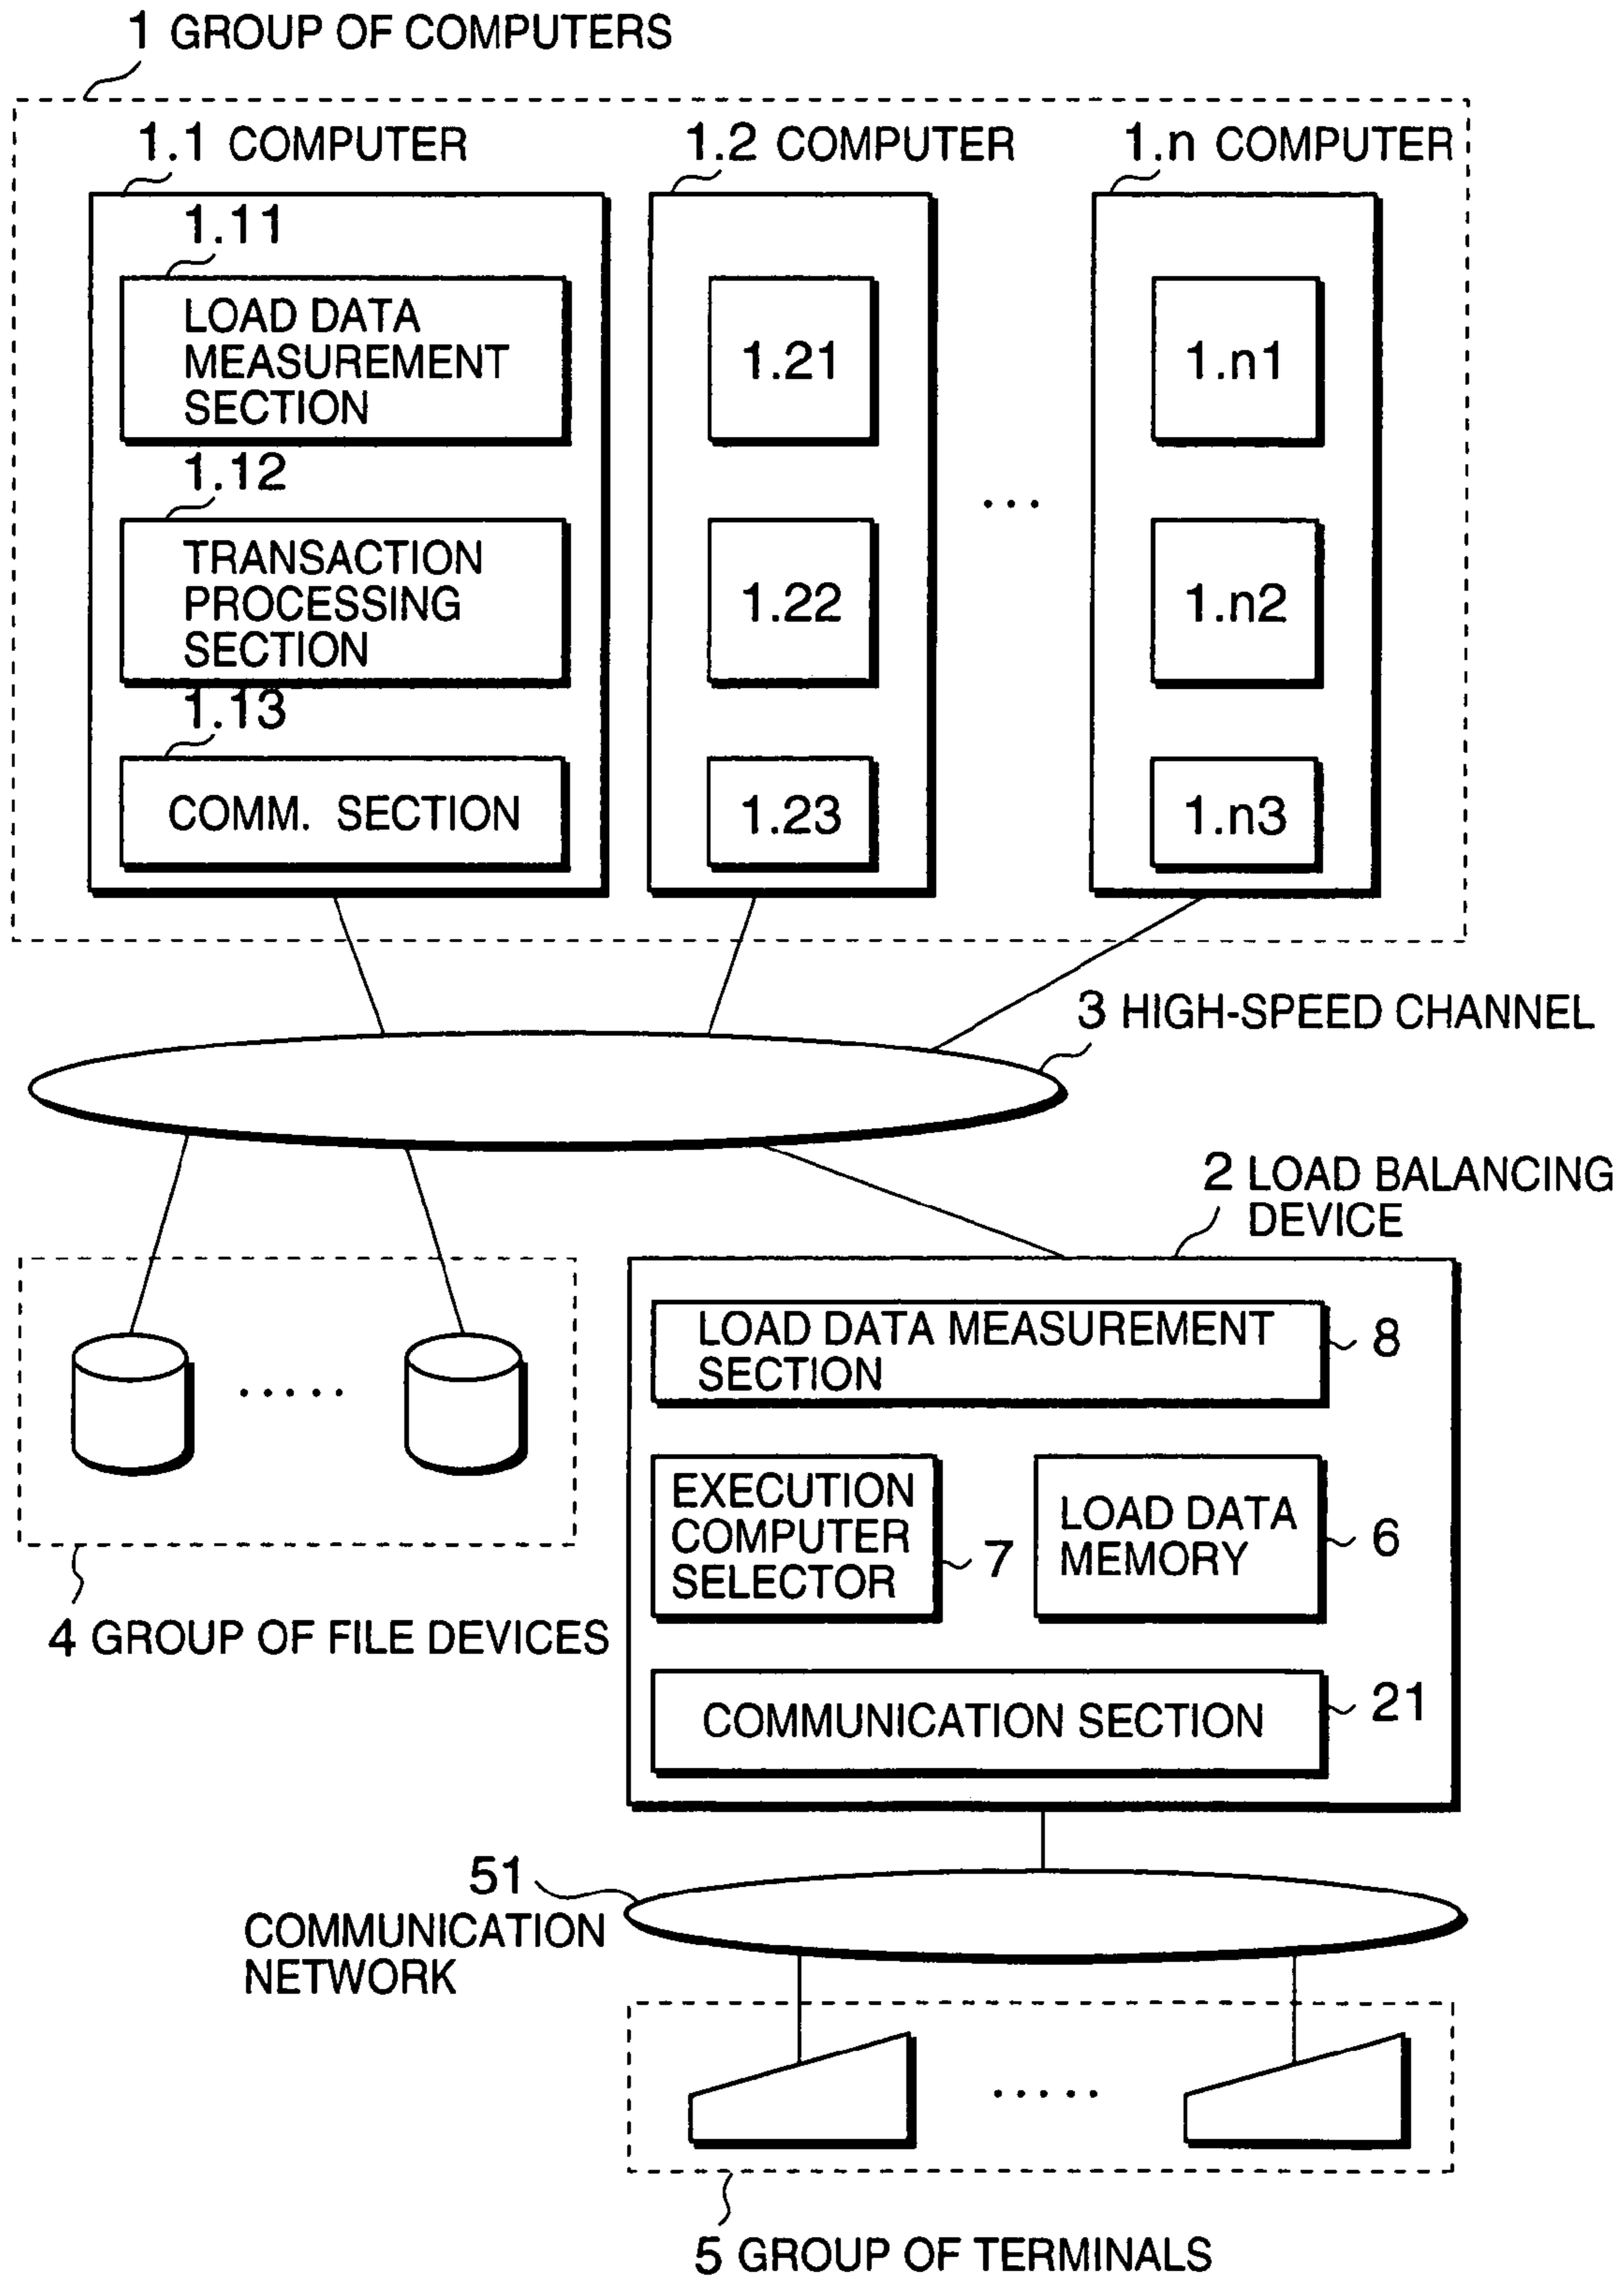 1 GROUP OF COMPUTERS
1.1 COMPUTER
1.2 COMPUTER
1.n COMPUTER
1.11
LOAD DATA
MEASUREMENT
SECTION
1.12
TRANSACTION
PROCESSING
SECTION
1.13
COMM. SECTION
1.21
1.22
1.23
...
1.n1
1.n2
1.n3
3 HIGH-SPEED CHANNEL
2 LOAD BALANCING
DEVICE
LOAD DATA MEASUREMENT
SECTION
8
EXECUTION
COMPUTER
SELECTOR
7
LOAD DATA
MEMORY
6
COMMUNICATION SECTION
21
.....
4 GROUP OF FILE DEVICES
51
COMMUNICATION
NETWORK
.....
5 GROUP OF TERMINALS